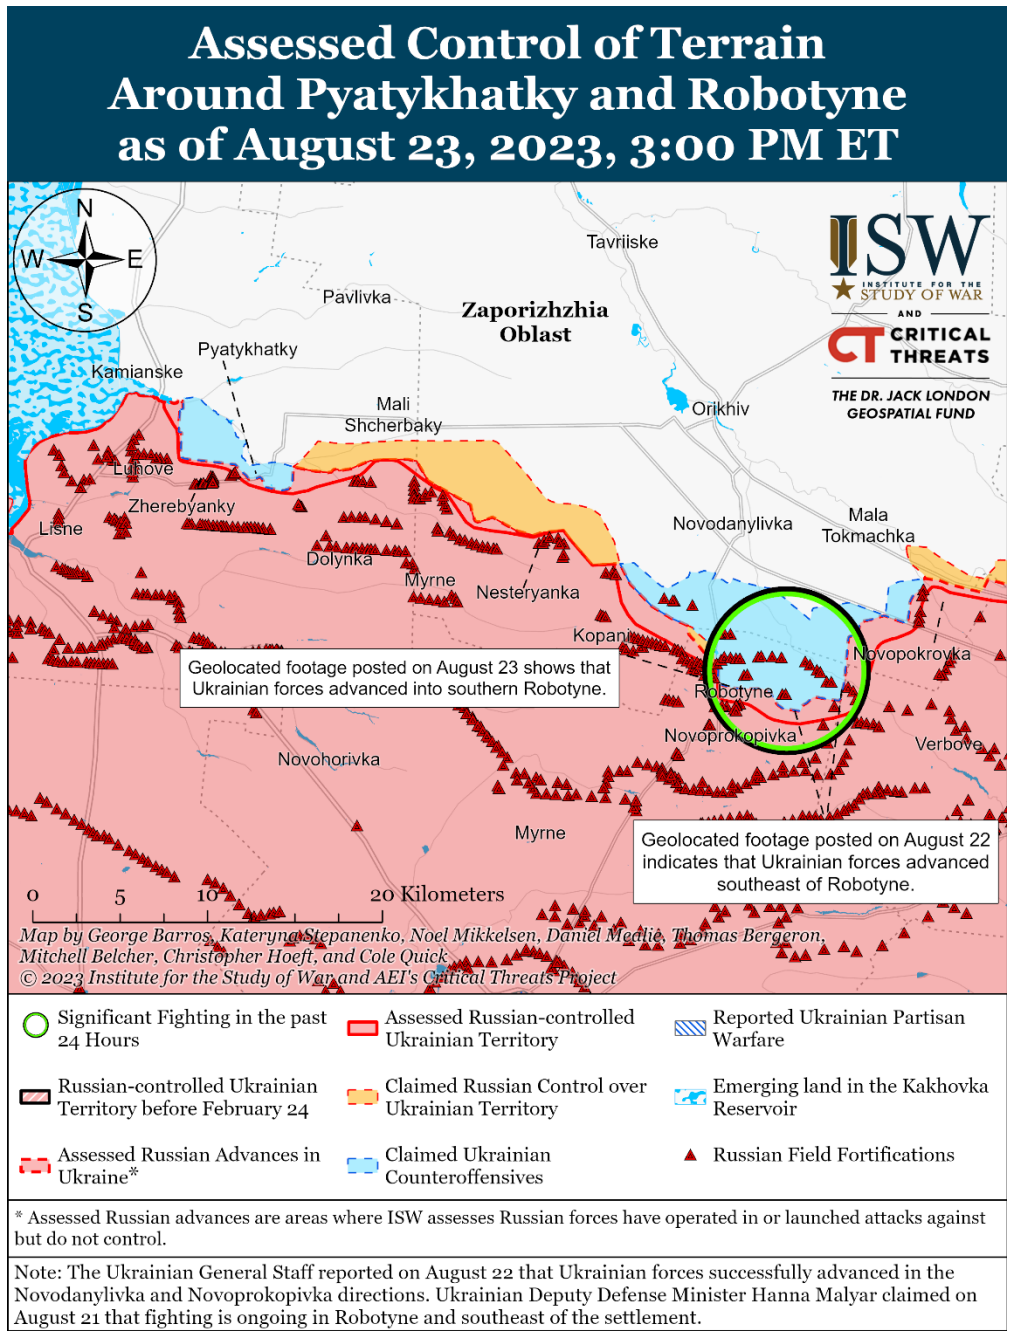 Assessed Control of Terrain
Around Pyatykhatky and Robotyne
as of August 23, 2023, 3:00 PM ET
N
W
E
S
ISW
INSTITUTE FOR THE
STUDY OF WAR
AND
CT CRITICAL
THREATS
THE DR. JACK LONDON
GEOSPATIAL FUND
Tavriiske
Pavlivka
Zaporizhzhia
Oblast
Pyatykhatky
Kamianske
Mali
Shcherbaky
Orikhiv
Luhove
Zherebyanky
Lisne
Novodanylivka
Mala
Tokmachka
Dolynka
Myrne
Nesteryanka
Kopani
Novopokrovka
Geolocated footage posted on August 23 shows that
Ukrainian forces advanced into southern Robotyne.
Robotyne
Novoprokopivka
Verbove
Novohorivka
Myrne
Geolocated footage posted on August 22
indicates that Ukrainian forces advanced
southeast of Robotyne.
0 5 10 20 Kilometers
Map by George Barros, Kateryna Stepanenko, Noel Mikkelsen, Daniel Mealie, Thomas Bergeron,
Mitchell Belcher, Christopher Hoeft, and Cole Quick
© 2023 Institute for the Study of War and AEI's Critical Threats Project
Significant Fighting in the past
24 Hours
Assessed Russian-controlled
Ukrainian Territory
Reported Ukrainian Partisan
Warfare
Russian-controlled Ukrainian
Territory before February 24
Claimed Russian Control over
Ukrainian Territory
Emerging land in the Kakhovka
Reservoir
Assessed Russian Advances in
Ukraine*
Claimed Ukrainian
Counteroffensives
Russian Field Fortifications
* Assessed Russian advances are areas where ISW assesses Russian forces have operated in or launched attacks against
but do not control.
Note: The Ukrainian General Staff reported on August 22 that Ukrainian forces successfully advanced in the
Novodanylivka and Novoprokopivka directions. Ukrainian Deputy Defense Minister Hanna Malyar claimed on
August 21 that fighting is ongoing in Robotyne and southeast of the settlement.